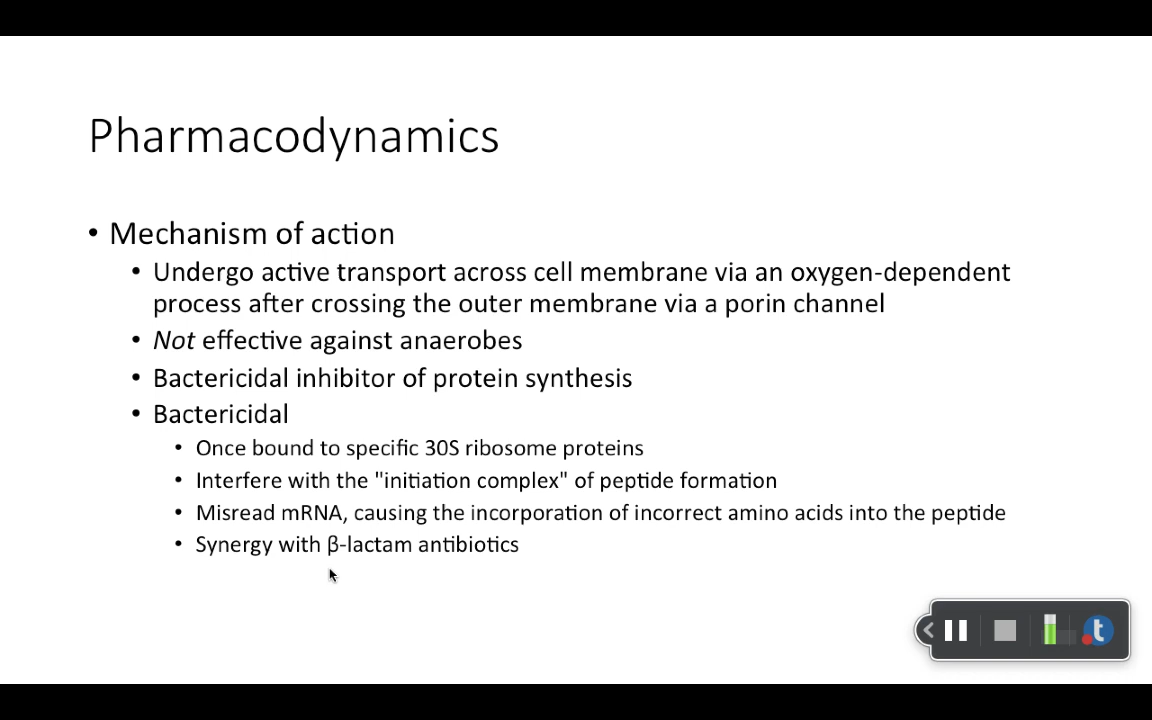 Pharmacodynamics
• Mechanism of action
• Undergo active transport across cell membrane via an oxygen-dependent
process after crossing the outer membrane via a porin channel
• Not effective against anaerobes
• Bactericidal inhibitor of protein synthesis
• Bactericidal
• Once bound to specific 30S ribosome proteins
• Interfere with the "initiation complex" of peptide formation
• Misread mRNA, causing the incorporation of incorrect amino acids into the peptide
• Synergy with β-lactam antibiotics
t